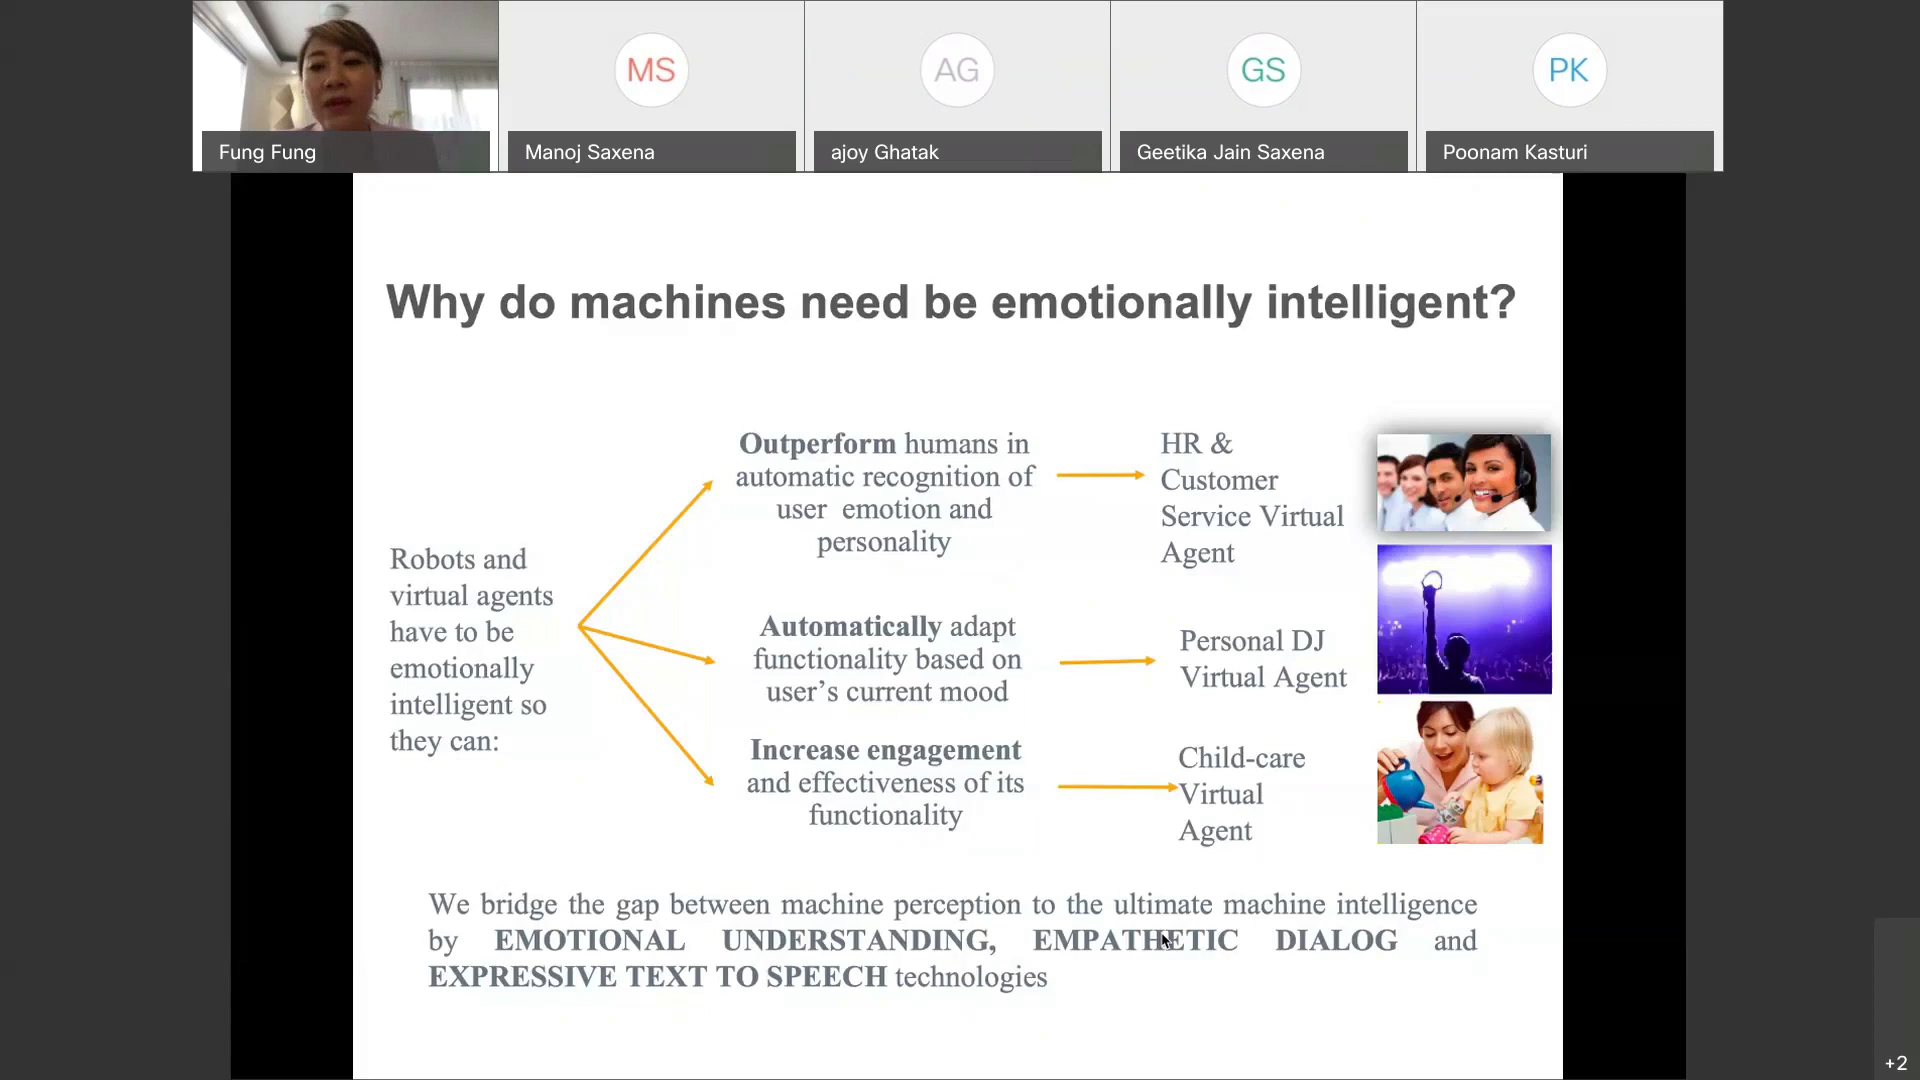 MS
AG
GS
PK
Fung Fung
Manoj Saxena
ajoy Ghatak
Geetika Jain Saxena
Poonam Kasturi
Why do machines need be emotionally intelligent?
Robots and
virtual agents
have to be
emotionally
intelligent so
they can:
Outperform humans in
automatic recognition of
user emotion and
personality
HR &
Customer
Service Virtual
Agent
Automatically adapt
functionality based on
user’s current mood
Personal DJ
Virtual Agent
Increase engagement
and effectiveness of its
functionality
Child-care
Virtual
Agent
We bridge the gap between machine perception to the ultimate machine intelligence
by EMOTIONAL UNDERSTANDING, EMPATHETIC DIALOG and
EXPRESSIVE TEXT TO SPEECH technologies
+2